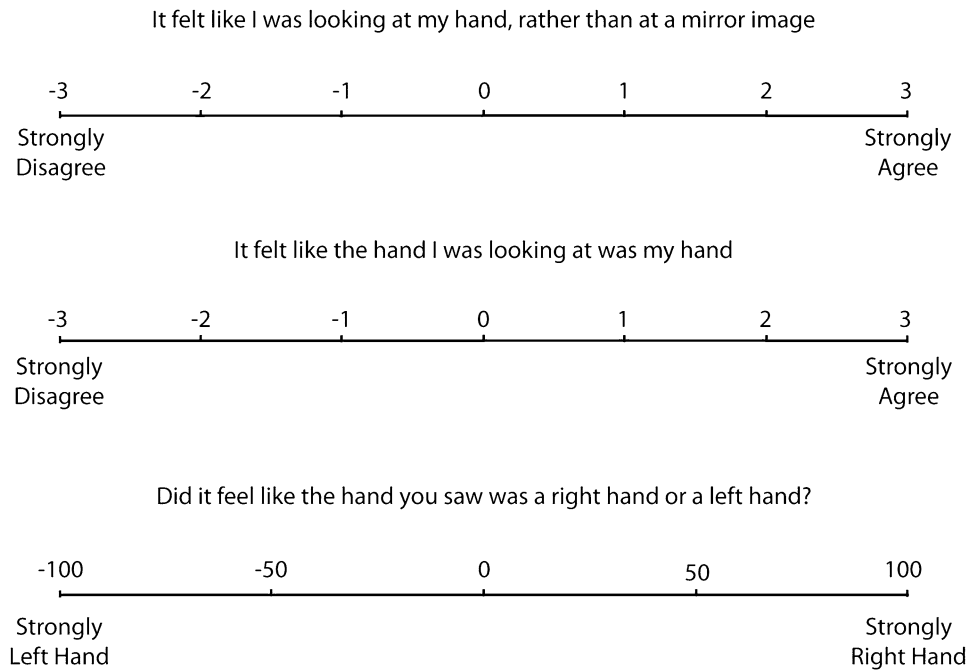 It felt like I was looking at my hand, rather than at a mirror image
-3 -2 -1 0 1 2 3
Strongly Disagree Strongly Agree
It felt like the hand I was looking at was my hand
-3 -2 -1 0 1 2 3
Strongly Disagree Strongly Agree
Did it feel like the hand you saw was a right hand or a left hand?
-100 -50 0 50 100
Strongly Left Hand Strongly Right Hand